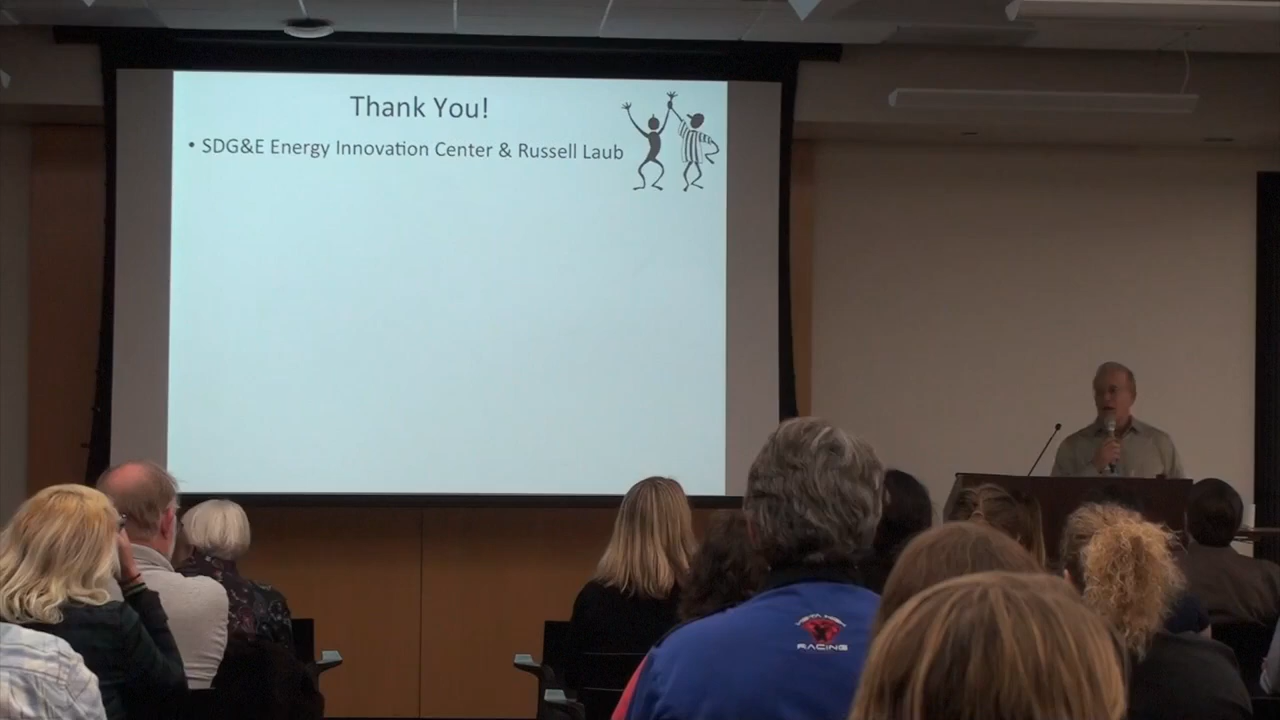 Thank You!
• SDG&E Energy Innovation Center & Russell Laub
RACING